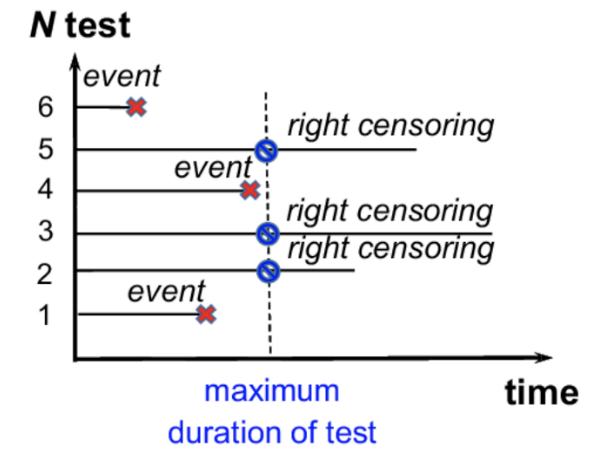 N test
event
6
right censoring
5
event
4
right censoring
3
right censoring
2
event
1
maximum
time
duration of test